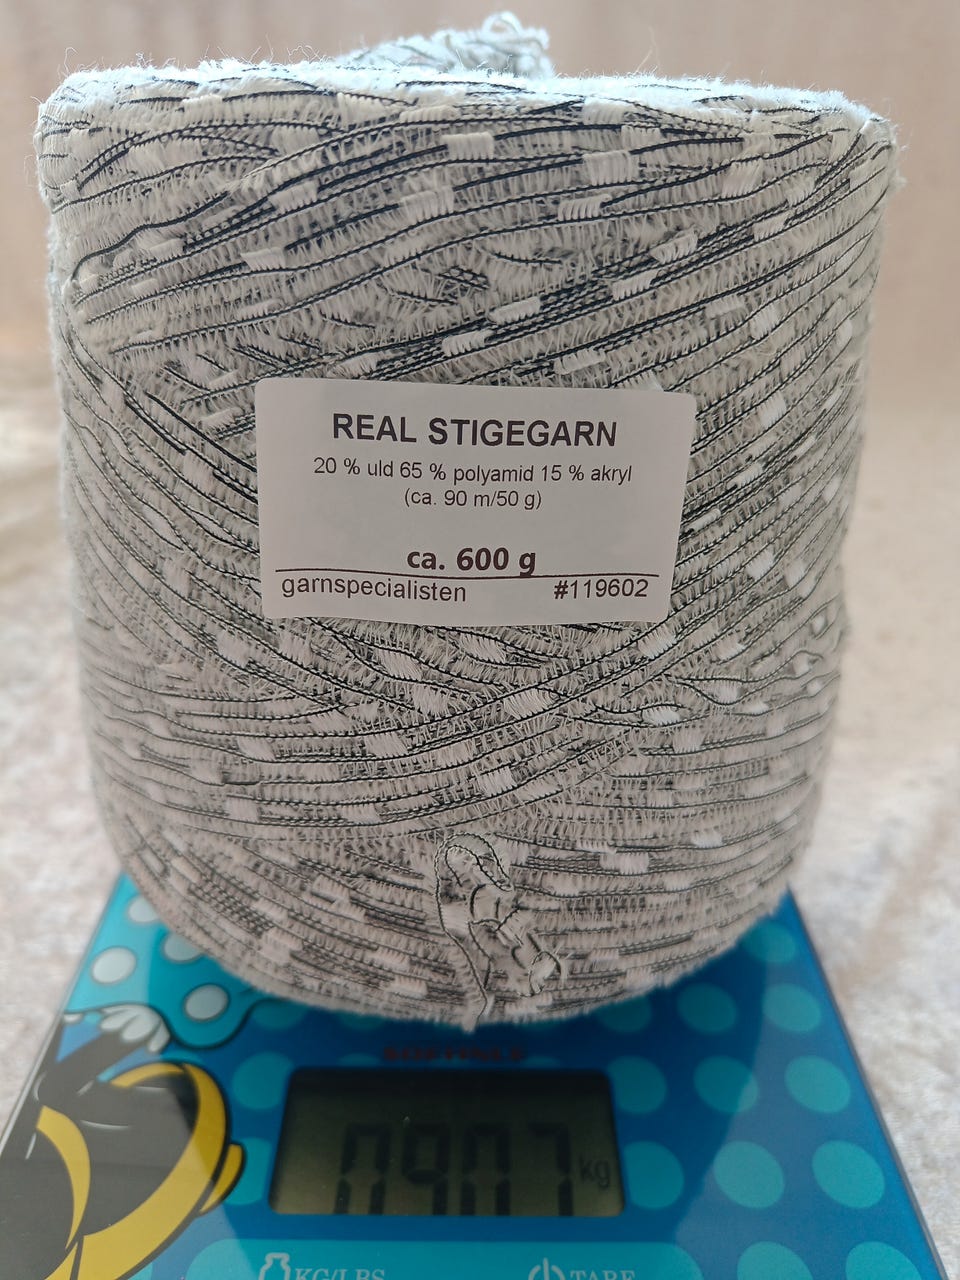 REAL STIGEGARN
20 % uld 65 % polyamid 15 % akryl
(ca. 90 m/50 g)
ca. 600 g
garnspecialisten #119602
0907 kg
KG/LBS TARE